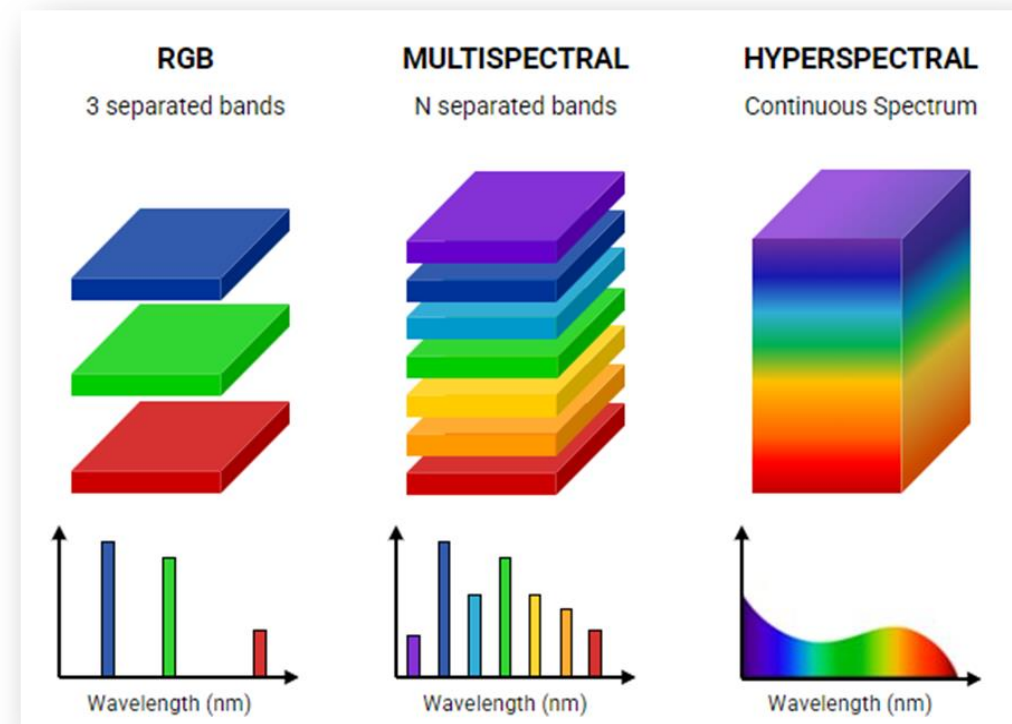 RGB
3 separated bands
MULTISPECTRAL
N separated bands
HYPERSPECTRAL
Continuous Spectrum
Wavelength (nm)
Wavelength (nm)
Wavelength (nm)